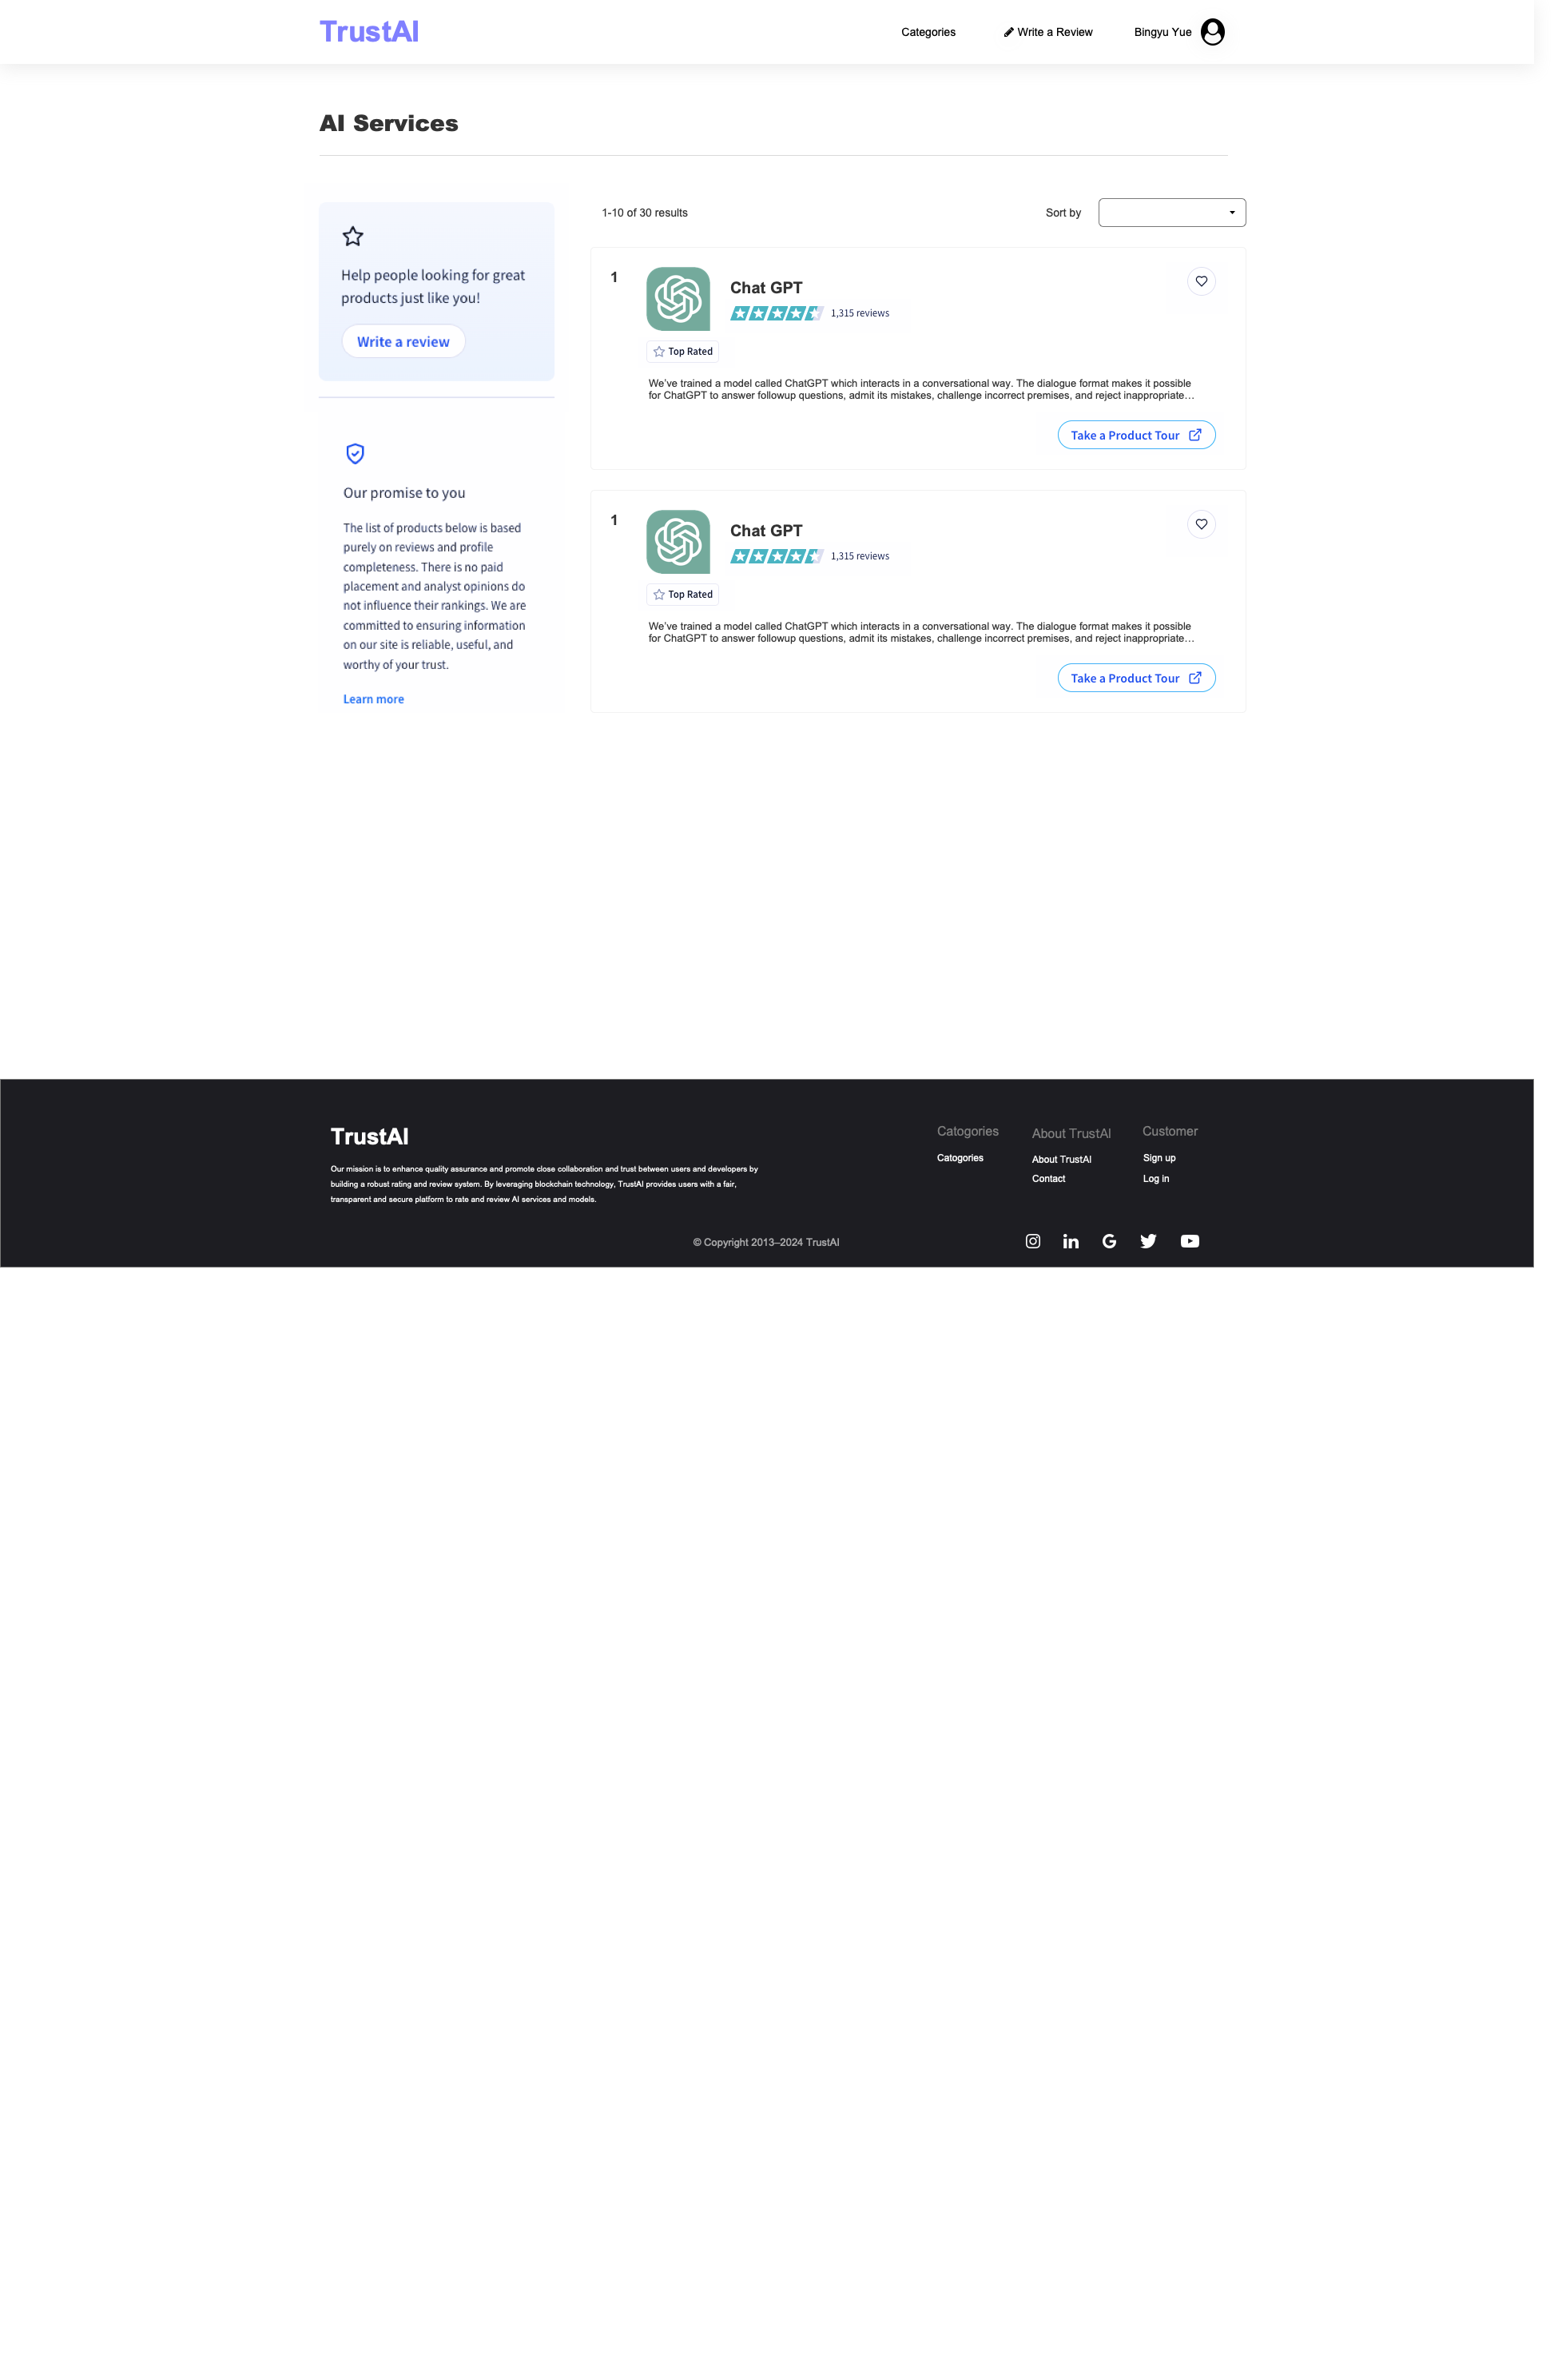 TrustAI
Categories
Write a Review
Bingyu Yue
AI Services
Help people looking for great
products just like you!
Write a review
Our promise to you
The list of products below is based
purely on reviews and profile
completeness. There is no paid
placement and analyst opinions do
not influence their rankings. We are
committed to ensuring information
on our site is reliable, useful, and
worthy of your trust.
Learn more
1-10 of 30 results
Sort by
1
Chat GPT
1,315 reviews
Top Rated
We've trained a model called ChatGPT which interacts in a conversational way. The dialogue format makes it possible
for ChatGPT to answer followup questions, admit its mistakes, challenge incorrect premises, and reject inappropriate…
Take a Product Tour
1
Chat GPT
1,315 reviews
Top Rated
We've trained a model called ChatGPT which interacts in a conversational way. The dialogue format makes it possible
for ChatGPT to answer followup questions, admit its mistakes, challenge incorrect premises, and reject inappropriate…
Take a Product Tour
TrustAI
Our mission is to enhance quality assurance and promote close collaboration and trust between users and developers by
building a robust rating and review system. By leveraging blockchain technology, TrustAI provides users with a fair,
transparent and secure platform to rate and review AI services and models.
Catogories
Catogories
About TrustAI
About TrustAI
Contact
Customer
Sign up
Log in
© Copyright 2013–2024 TrustAI